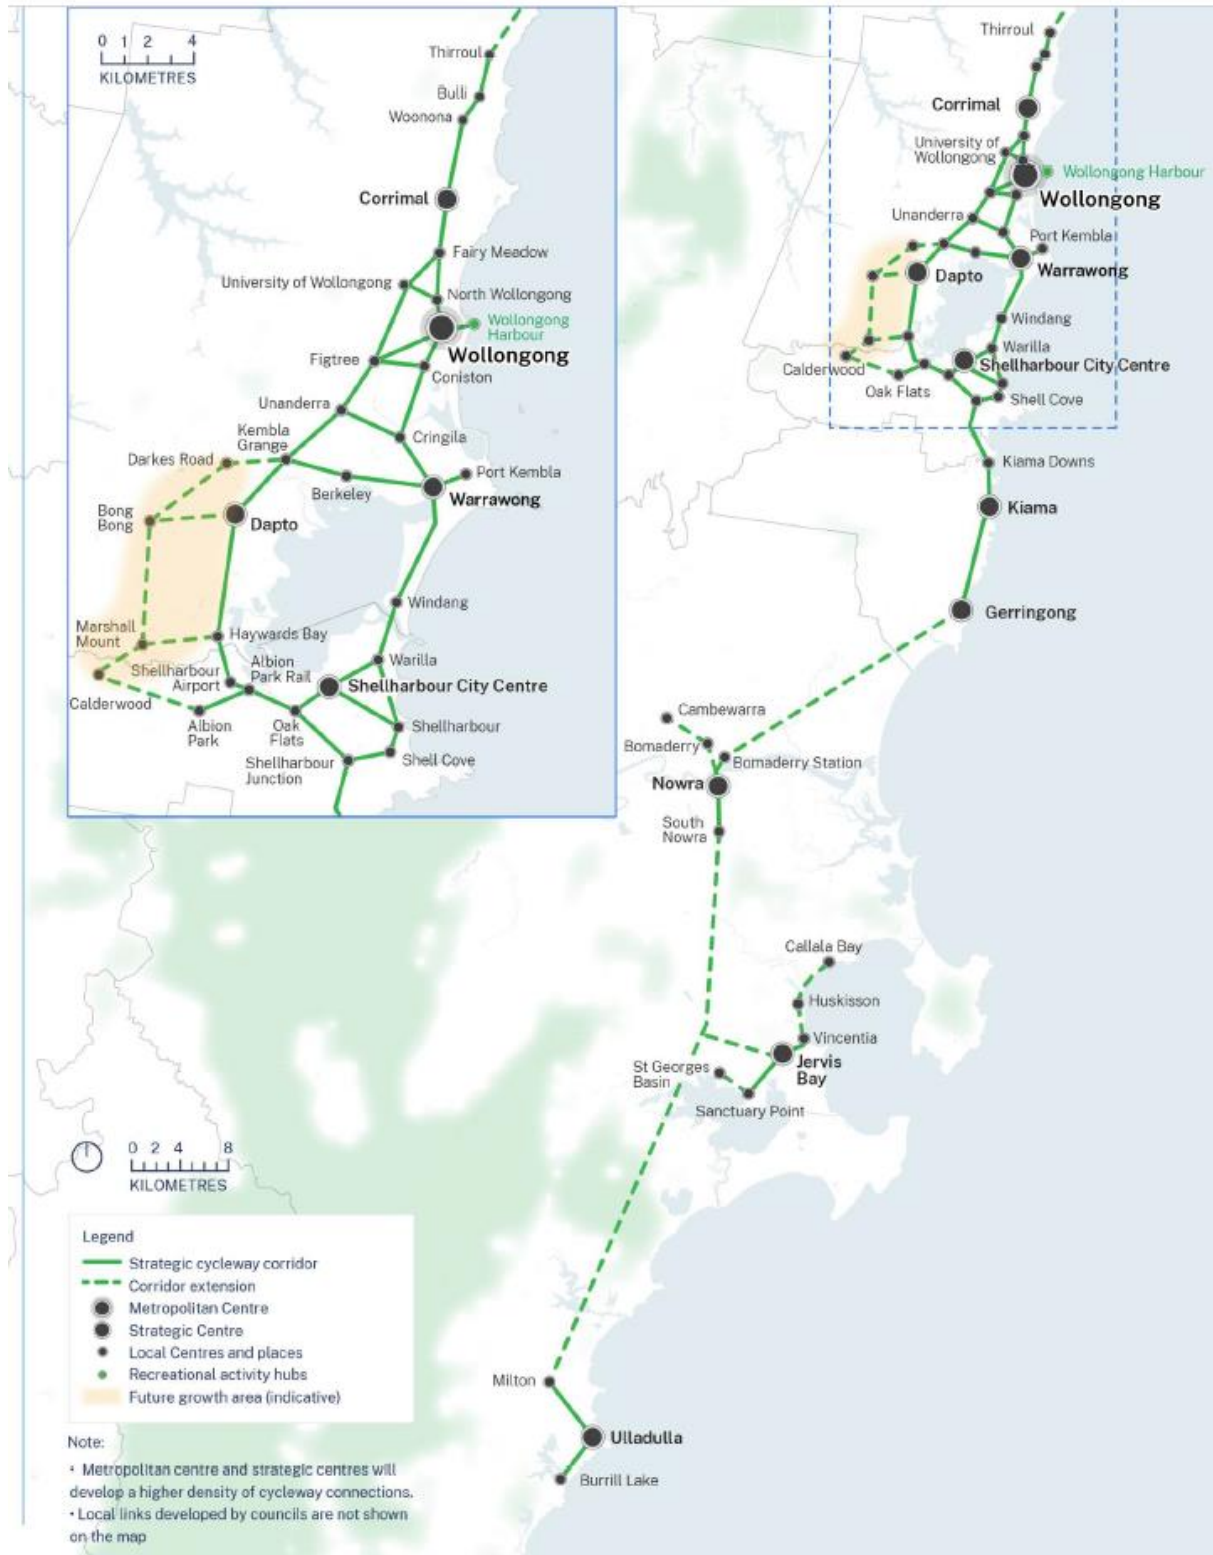 0 1 2 4
KILOMETRES
Thirroul
Bulli
Woonona
Corrimal
Fairy Meadow
University of Wollongong
North Wollongong
Wollongong
Harbour
Wollongong
Figtree
Coniston
Unanderra
Kembla
Grange
Cringila
Darkes Road
Port Kembla
Berkeley
Warrawong
Bong
Bong
Dapto
Windang
Marshall
Mount
Haywards Bay
Warilla
Shellharbour
Airport
Albion
Park Rail
Shellharbour City Centre
Calderwood
Albion
Park
Oak
Flats
Shellharbour
Shellharbour
Junction
Shell Cove
Thirroul
Corrimal
University of
Wollongong
Wollongong Harbour
Wollongong
Unanderra
Port Kembla
Warrawong
Dapto
Windang
Warilla
Shellharbour City Centre
Calderwood
Oak Flats
Shell Cove
Kiama Downs
Kiama
Gerringong
Cambewarra
Bomaderry
Bomaderry Station
Nowra
South
Nowra
Callala Bay
Huskisson
Vincentia
Jervis
Bay
St Georges
Basin
Sanctuary Point
Milton
Ulladulla
Burrill Lake
0 2 4 8
KILOMETRES
Legend
Strategic cycleway corridor
Corridor extension
Metropolitan Centre
Strategic Centre
Local Centres and places
Recreational activity hubs
Future growth area (indicative)
Note:
• Metropolitan centre and strategic centres will
develop a higher density of cycleway connections.
• Local links developed by councils are not shown
on the map